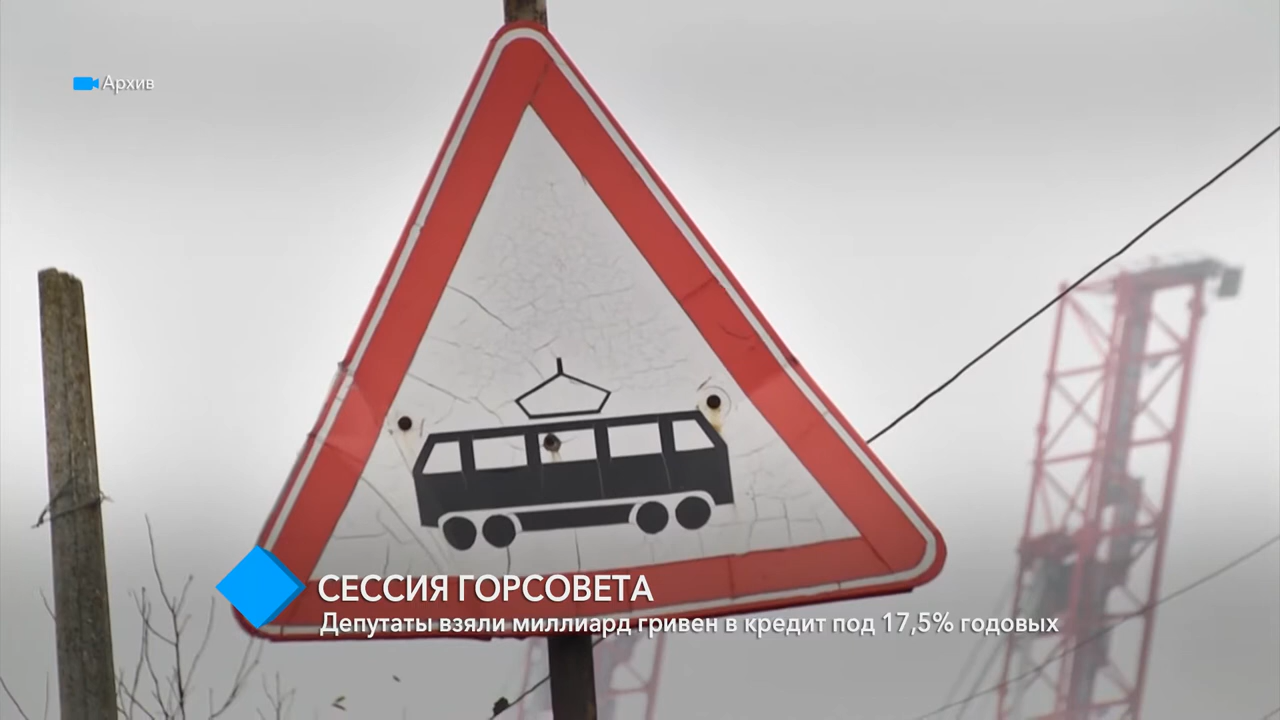 Архив
СЕССИЯ ГОРСОВЕТА
Депутаты взяли миллиард гривен в кредит под 17,5% годовых